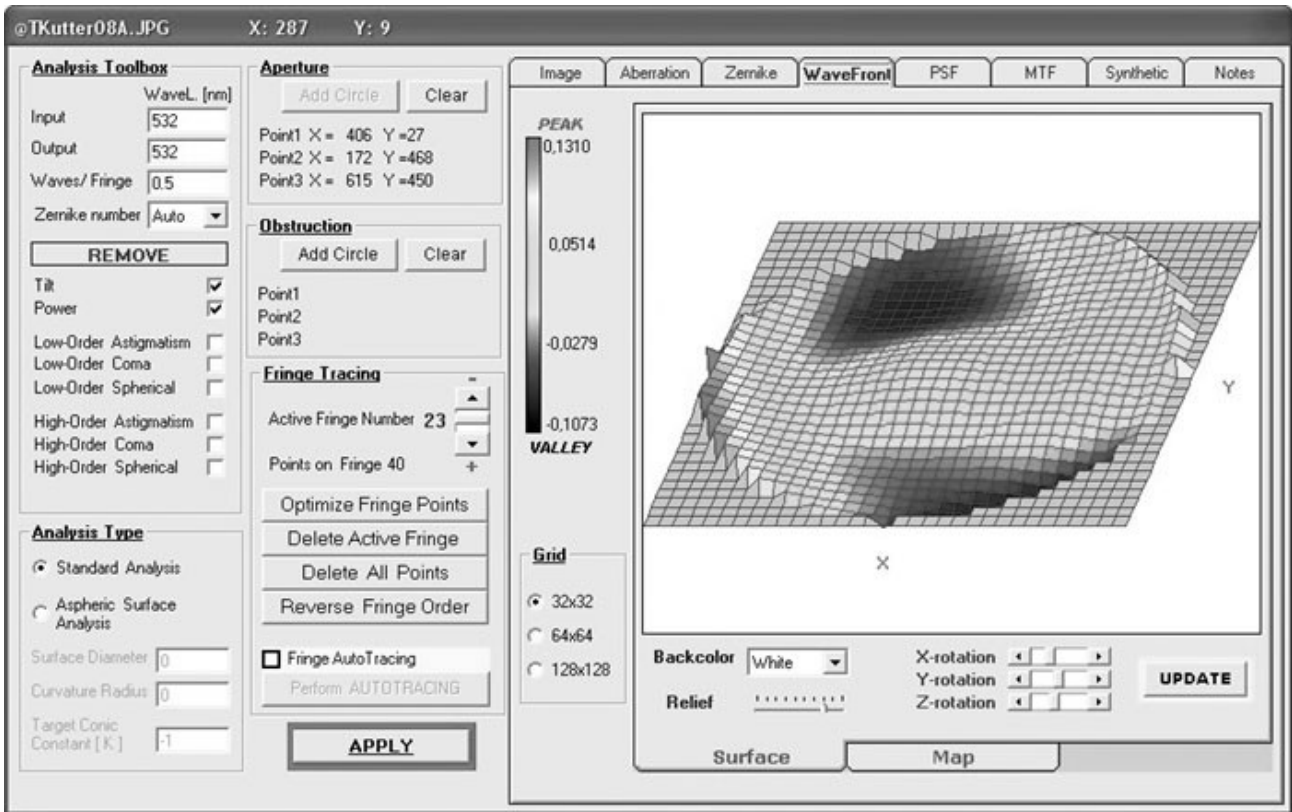 @TKutter08A.JPG X: 287 Y: 9
Analysis Toolbox
WaveL. [nm]
Input 532
Output 532
Waves/ Fringe 0.5
Zernike number Auto
REMOVE
Tilt
Power
Low-Order Astigmatism
Low-Order Coma
Low-Order Spherical
High-Order Astigmatism
High-Order Coma
High-Order Spherical
Analysis Type
Standard Analysis
Aspheric Surface
Analysis
Surface Diameter 0
Curvature Radius 0
Target Conic
Constant [ K ] -1
Aperture
Add Circle Clear
Point1 X = 406 Y =27
Point2 X = 172 Y =468
Point3 X = 615 Y =450
Obstruction
Add Circle Clear
Point1
Point2
Point3
Fringe Tracing
-
Active Fringe Number 23
Points on Fringe 40 +
Optimize Fringe Points
Delete Active Fringe
Delete All Points
Reverse Fringe Order
Fringe AutoTracing
Perform AUTOTRACING
APPLY
Image Aberration Zernike WaveFront PSF MTF Synthetic Notes
PEAK
0,1310
0,0514
-0,0279
-0,1073
VALLEY
Y
X
Grid
32x32
64x64
128x128
Backcolor White
Relief
X-rotation
Y-rotation
Z-rotation
UPDATE
Surface Map